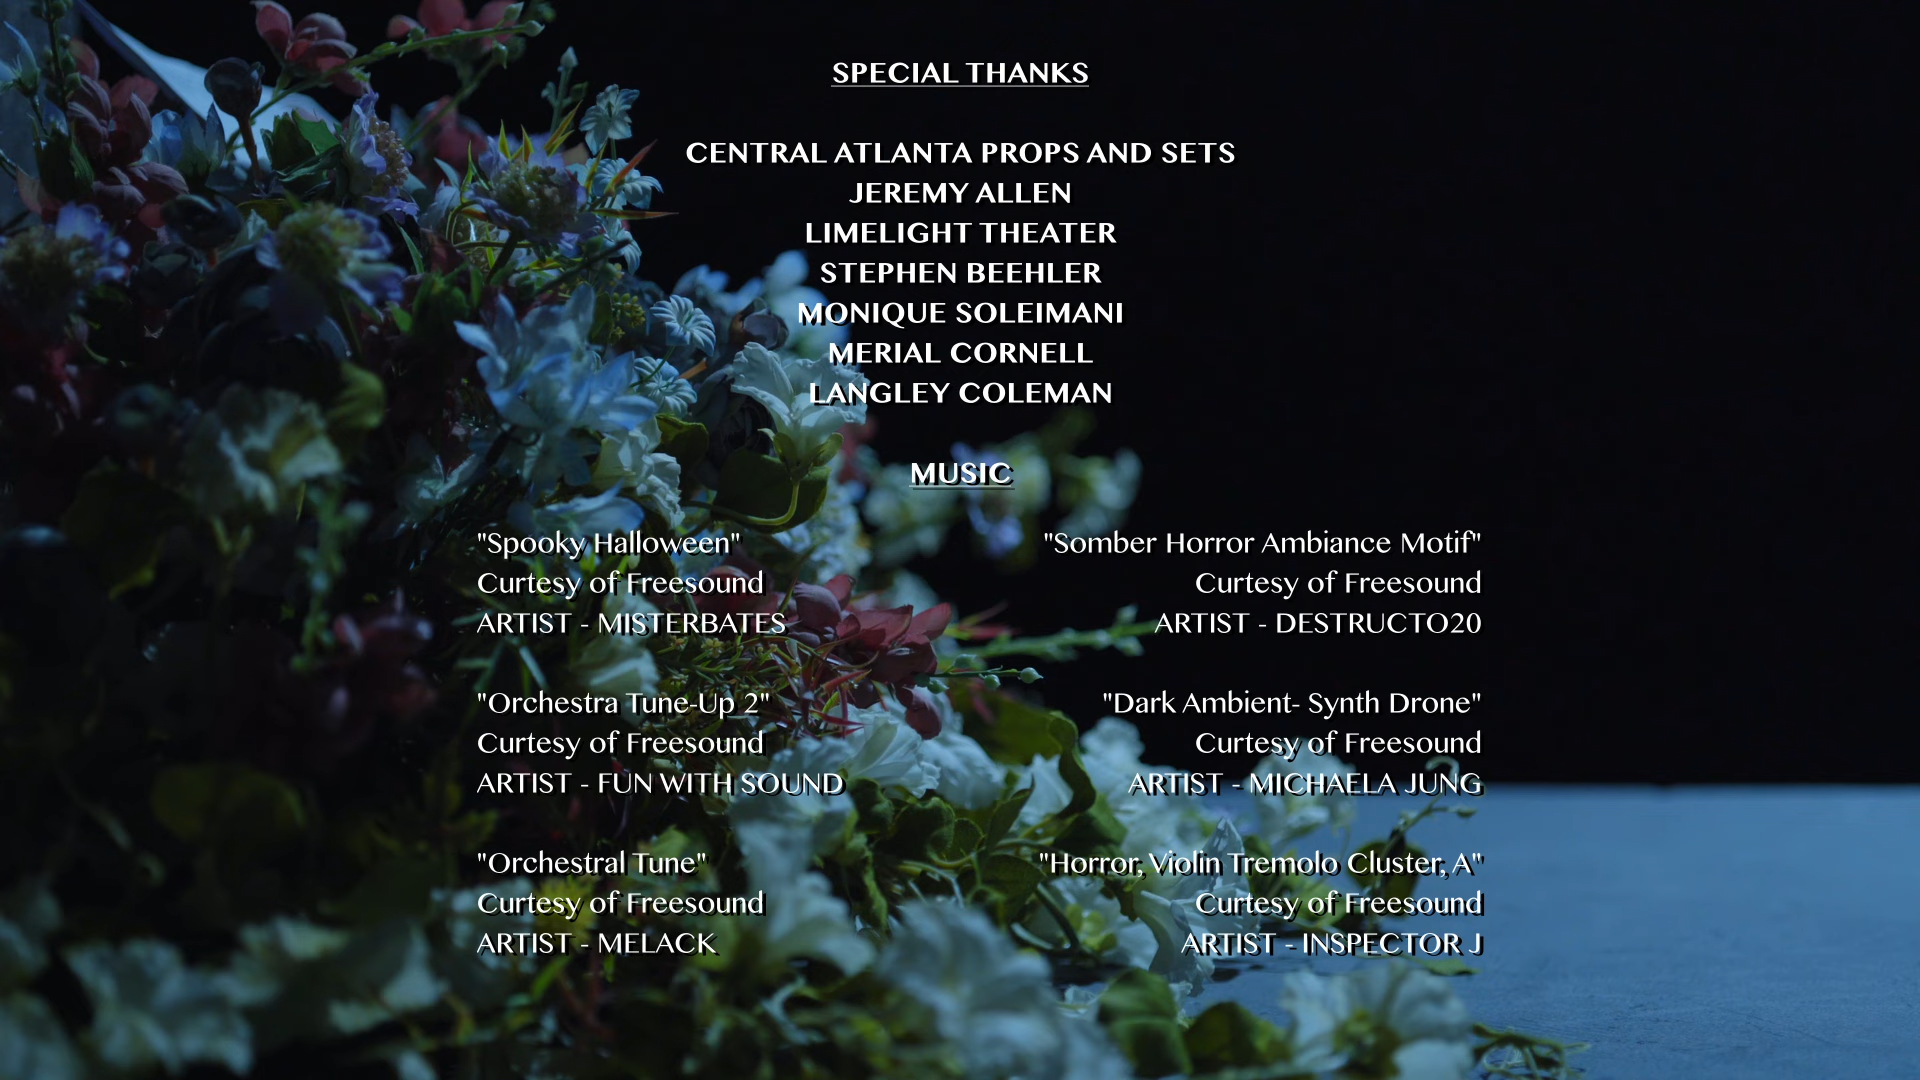 SPECIAL THANKS
CENTRAL ATLANTA PROPS AND SETS
JEREMY ALLEN
LIMELIGHT THEATER
STEPHEN BEEHLER
MONIQUE SOLEIMANI
MERIAL CORNELL
LANGLEY COLEMAN
MUSIC
"Spooky Halloween"
Curtesy of Freesound
ARTIST - MISTERBATES
"Somber Horror Ambiance Motif"
Curtesy of Freesound
ARTIST - DESTRUCTO20
"Orchestra Tune-Up 2"
Curtesy of Freesound
ARTIST - FUN WITH SOUND
"Dark Ambient- Synth Drone"
Curtesy of Freesound
ARTIST - MICHAELA JUNG
"Orchestral Tune"
Curtesy of Freesound
ARTIST - MELACK
"Horror, Violin Tremolo Cluster, A"
Curtesy of Freesound
ARTIST - INSPECTOR J